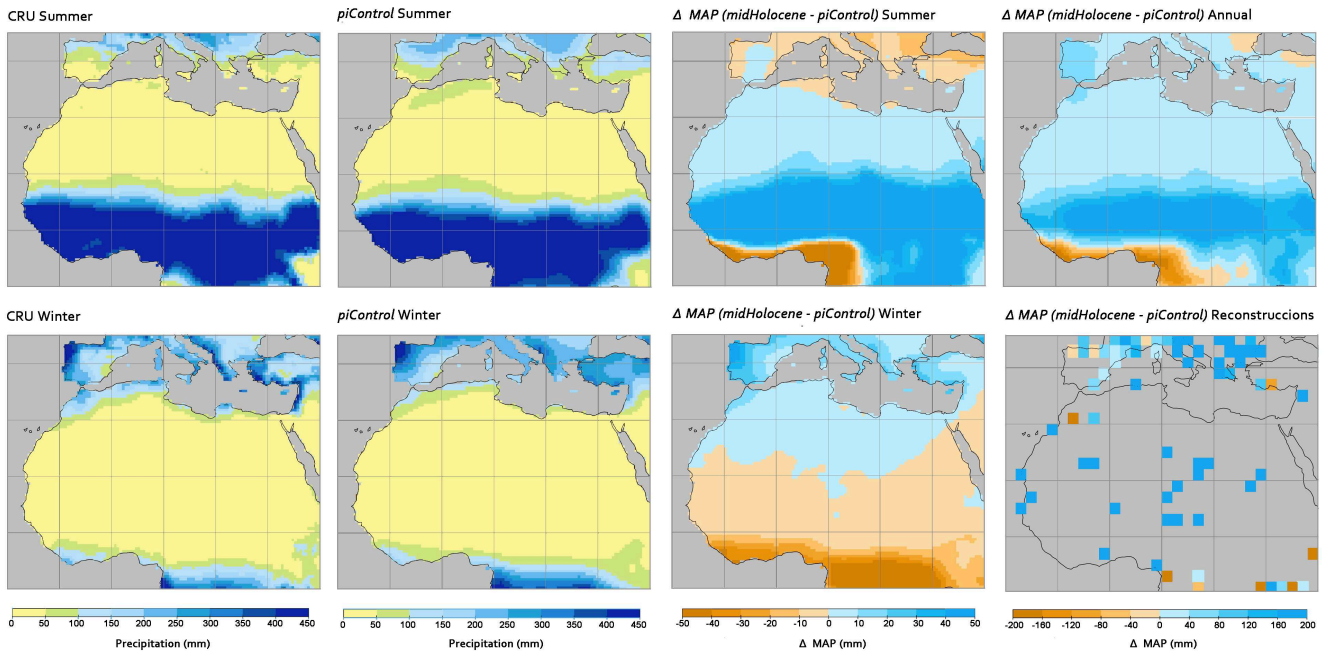 CRU Summer
piControl Summer
Δ MAP (midHolocene - piControl) Summer
Δ MAP (midHolocene - piControl) Annual
CRU Winter
piControl Winter
Δ MAP (midHolocene - piControl) Winter
Δ MAP (midHolocene - piControl) Reconstruccions
0 50 100 150 200 250 300 350 400 450
Precipitation (mm)
0 50 100 150 200 250 300 350 400 450
Precipitation (mm)
-50 -40 -30 -20 -10 0 10 20 30 40 50
Δ MAP (mm)
-200 -160 -120 -80 -40 0 40 80 120 160 200
Δ MAP (mm)